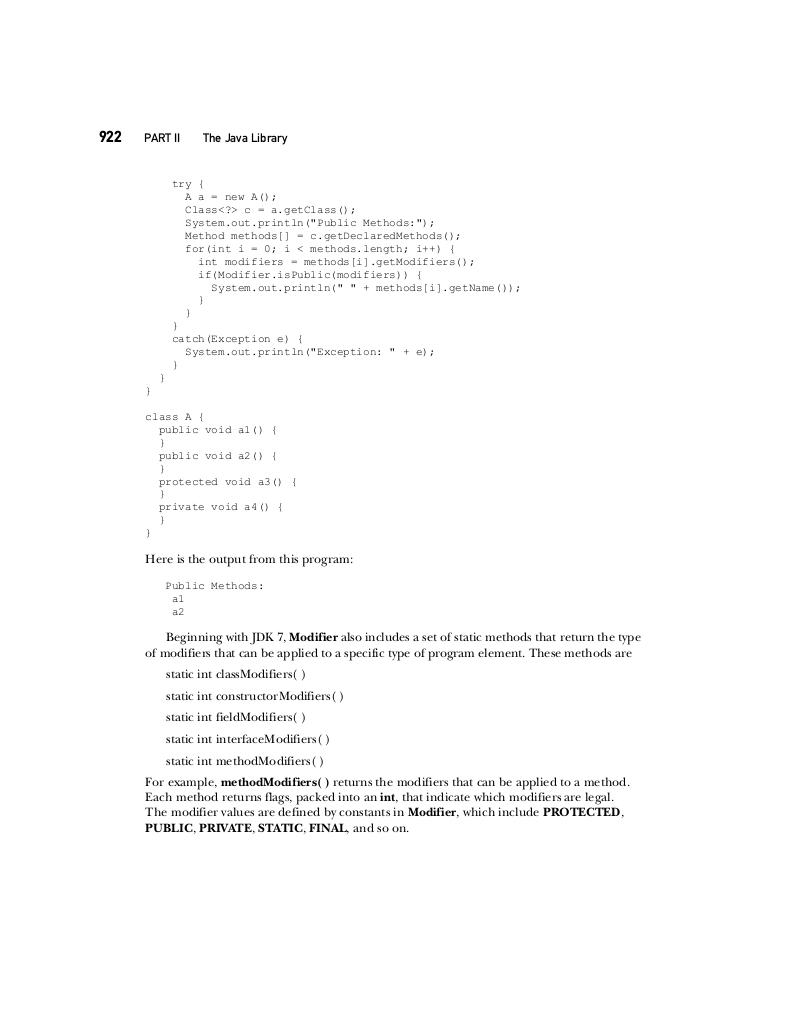 922 PART II The Java Library
try {
A a = new A();
Class<?> c = a.getClass();
System.out.println("Public Methods:");
Method methods[] = c.getDeclaredMethods();
for(int i = 0; i < methods.length; i++) {
int modifiers = methods[i].getModifiers();
if(Modifier.isPublic(modifiers)) {
System.out.println(" " + methods[i].getName());
}
}
}
catch(Exception e) {
System.out.println("Exception: " + e);
}
}
}
class A {
public void a1() {
}
public void a2() {
}
protected void a3() {
}
private void a4() {
}
}
Here is the output from this program:
Public Methods:
a1
a2
Beginning with JDK 7, Modifier also includes a set of static methods that return the type
of modifiers that can be applied to a specific type of program element. These methods are
static int classModifiers( )
static int constructorModifiers( )
static int fieldModifiers( )
static int interfaceModifiers( )
static int methodModifiers( )
For example, methodModifiers( ) returns the modifiers that can be applied to a method.
Each method returns flags, packed into an int, that indicate which modifiers are legal.
The modifier values are defined by constants in Modifier, which include PROTECTED,
PUBLIC, PRIVATE, STATIC, FINAL, and so on.